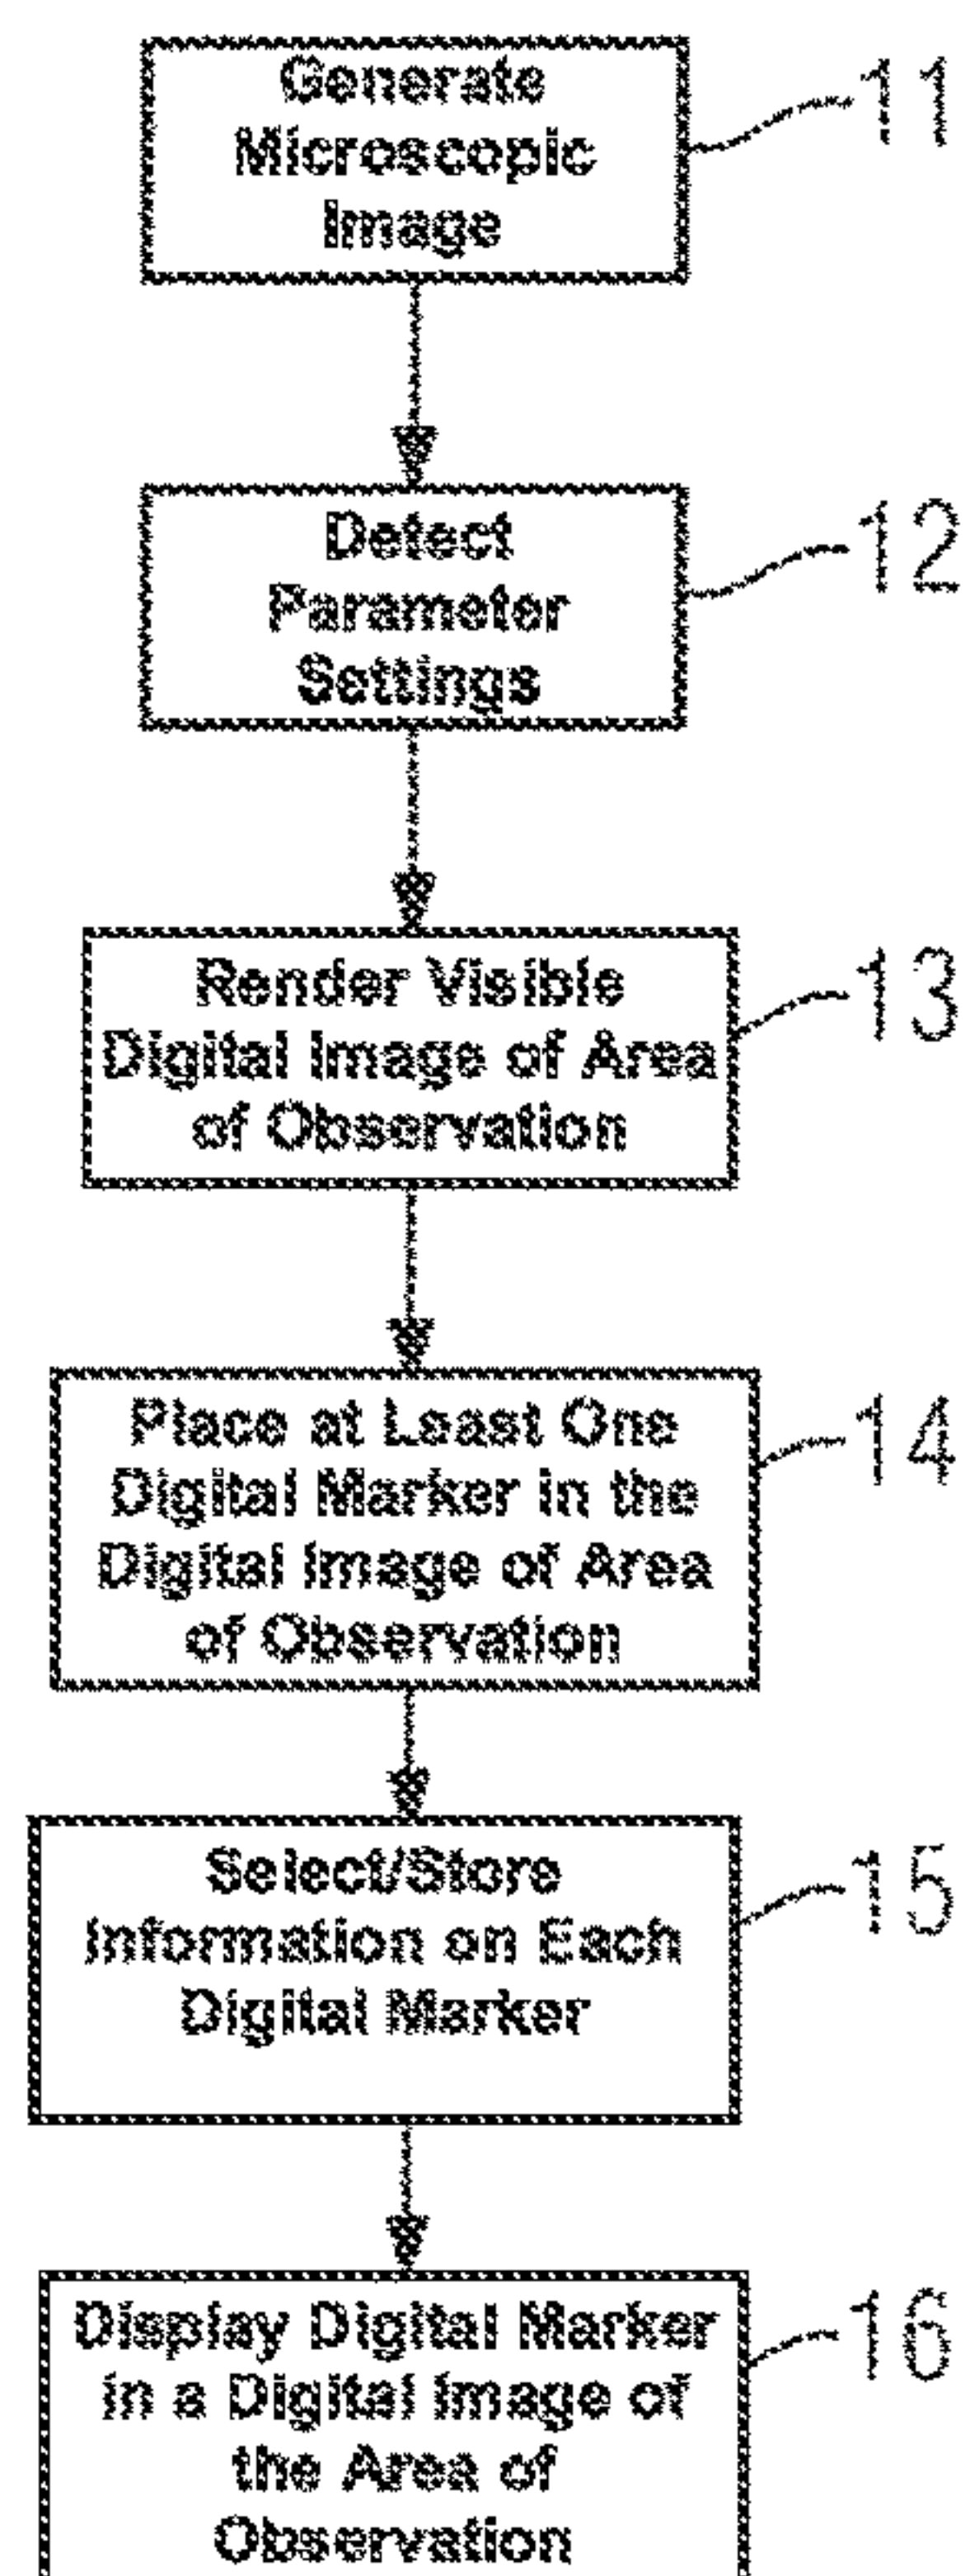 Generate
Microscopic
Image
11
Detect
Parameter
Settings
12
Render Visible
Digital Image of Area
of Observation
13
Place at Least One
Digital Marker in the
Digital Image of Area
of Observation
14
Select/Store
Information on Each
Digital Marker
15
Display Digital Marker
in a Digital Image of
the Area of
Observation
16